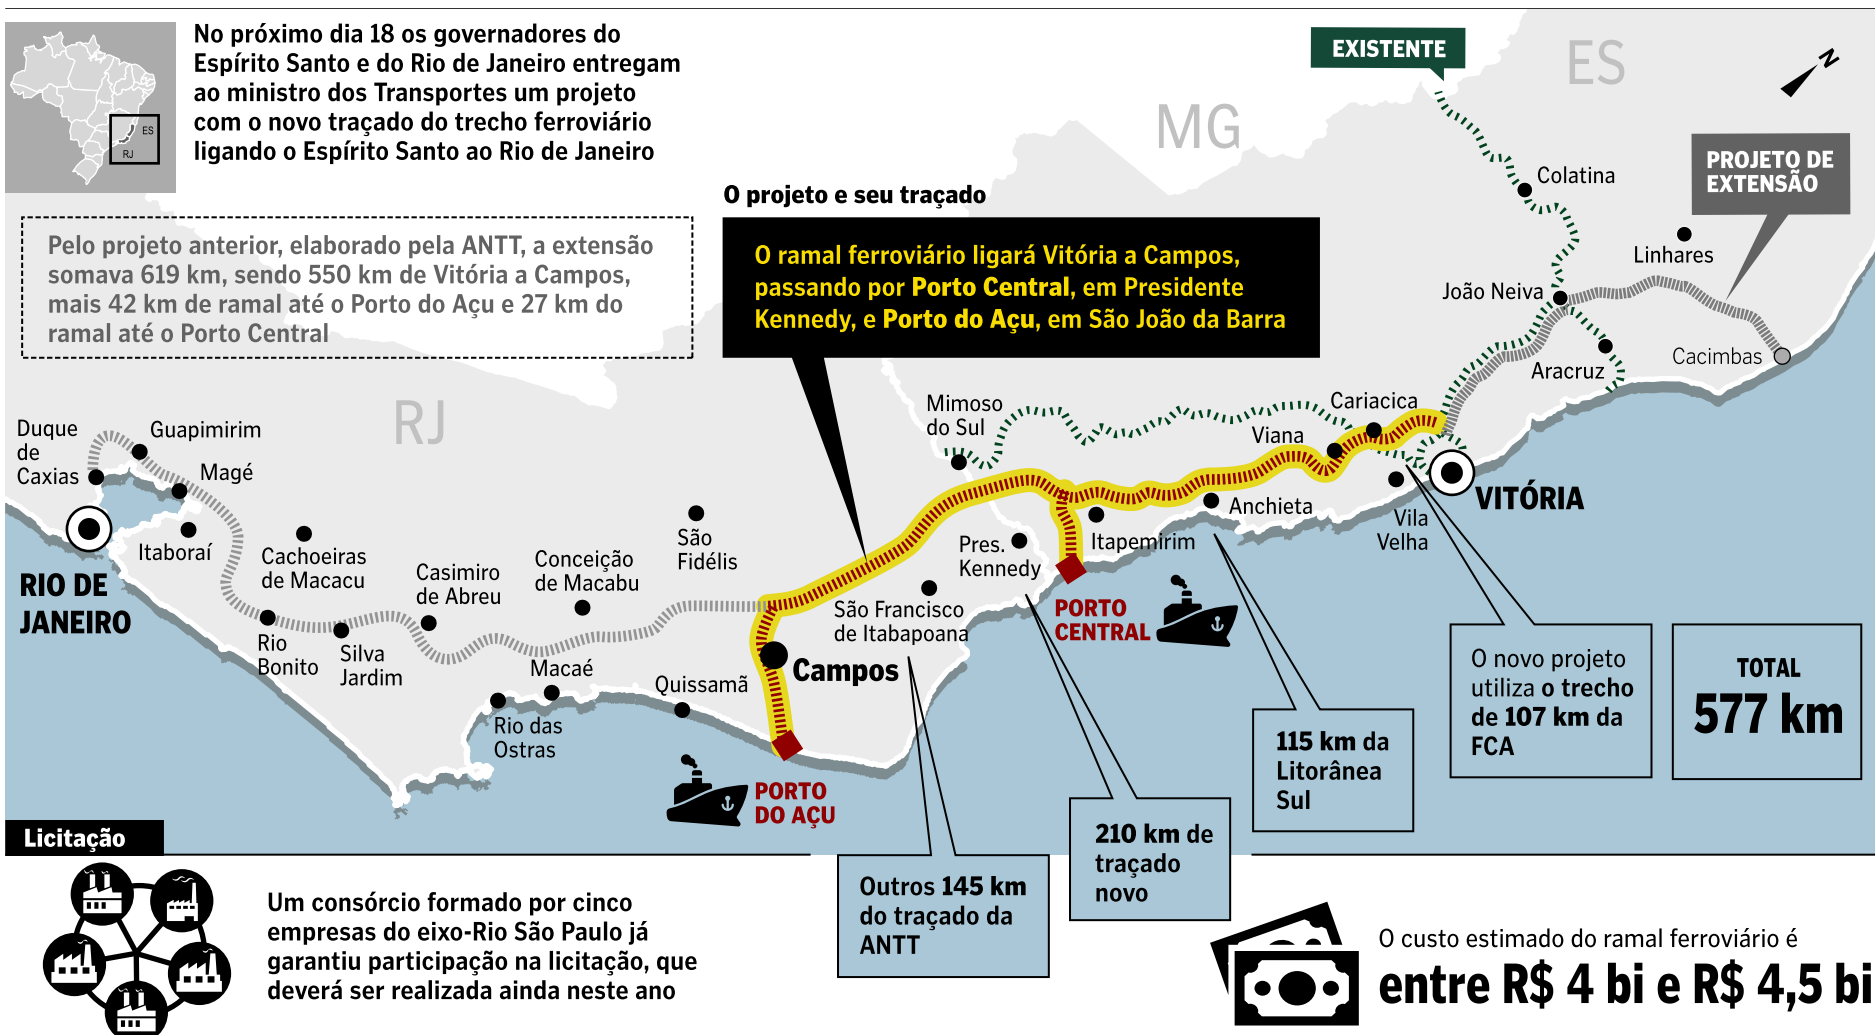 No próximo dia 18 os governadores do
Espírito Santo e do Rio de Janeiro entregam
ao ministro dos Transportes um projeto
com o novo traçado do trecho ferroviário
ligando o Espírito Santo ao Rio de Janeiro
ES
RJ
Pelo projeto anterior, elaborado pela ANTT, a extensão
somava 619 km, sendo 550 km de Vitória a Campos,
mais 42 km de ramal até o Porto do Açu e 27 km do
ramal até o Porto Central
O projeto e seu traçado
O ramal ferroviário ligará Vitória a Campos,
passando por Porto Central, em Presidente
Kennedy, e Porto do Açu, em São João da Barra
EXISTENTE
ES
N
MG
PROJETO DE
EXTENSÃO
Colatina
Linhares
João Neiva
Cacimbas
Aracruz
RJ
Mimoso
do Sul
Cariacica
Viana
Duque
de
Caxias
Guapimirim
Magé
VITÓRIA
Anchieta
Vila
Velha
Itaboraí
Cachoeiras
de Macacu
Casimiro
de Abreu
Conceição
de Macabu
São
Fidélis
Pres.
Kennedy
Itapemirim
RIO DE
JANEIRO
São Francisco
de Itabapoana
PORTO
CENTRAL
Rio
Bonito
Silva
Jardim
Macaé
Quissamã
Campos
Rio das
Ostras
PORTO
DO AÇU
O novo projeto
utiliza o trecho
de 107 km da
FCA
TOTAL
577 km
115 km da
Litorânea
Sul
210 km de
traçado
novo
Outros 145 km
do traçado da
ANTT
Licitação
Um consórcio formado por cinco
empresas do eixo-Rio São Paulo já
garantiu participação na licitação, que
deverá ser realizada ainda neste ano
O custo estimado do ramal ferroviário é
entre R$ 4 bi e R$ 4,5 bi